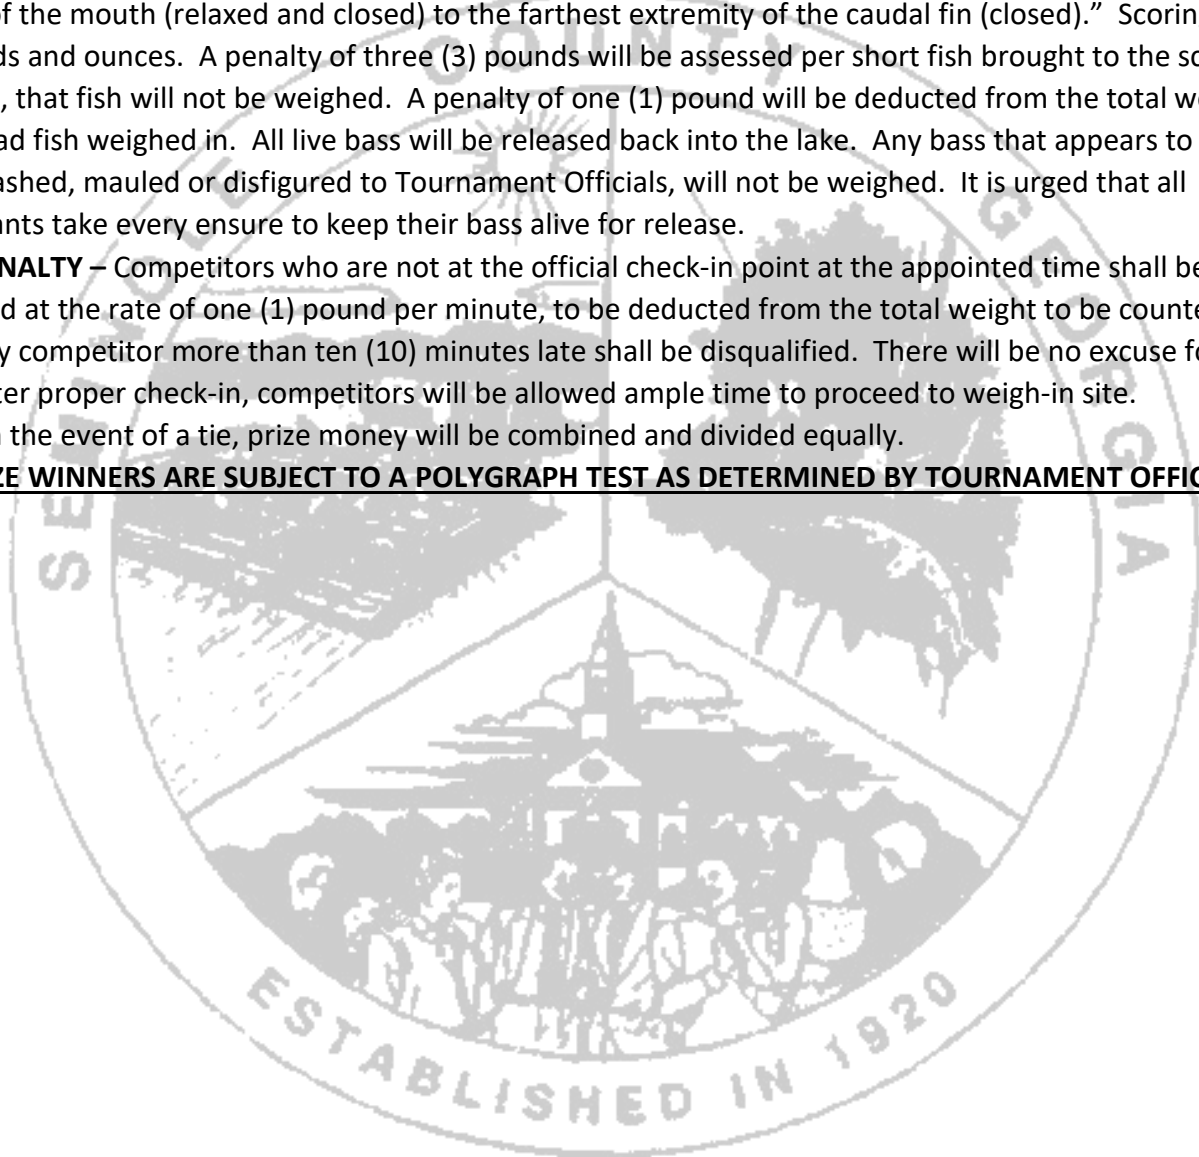 of the mouth (relaxed and closed) to the farthest extremity of the caudal fin (closed).” Scorin
ds and ounces. A penalty of three (3) pounds will be assessed per short fish brought to the sc
, that fish will not be weighed. A penalty of one (1) pound will be deducted from the total we
ad fish weighed in. All live bass will be released back into the lake. Any bass that appears to
ashed, mauled or disfigured to Tournament Officials, will not be weighed. It is urged that all
ants take every ensure to keep their bass alive for release.
NALTY – Competitors who are not at the official check-in point at the appointed time shall be
d at the rate of one (1) pound per minute, to be deducted from the total weight to be counte
y competitor more than ten (10) minutes late shall be disqualified. There will be no excuse fo
ter proper check-in, competitors will be allowed ample time to proceed to weigh-in site.
n the event of a tie, prize money will be combined and divided equally.
ZE WINNERS ARE SUBJECT TO A POLYGRAPH TEST AS DETERMINED BY TOURNAMENT OFFIC
SEMINOLE COUNTY GEORGIA
ESTABLISHED IN 1920